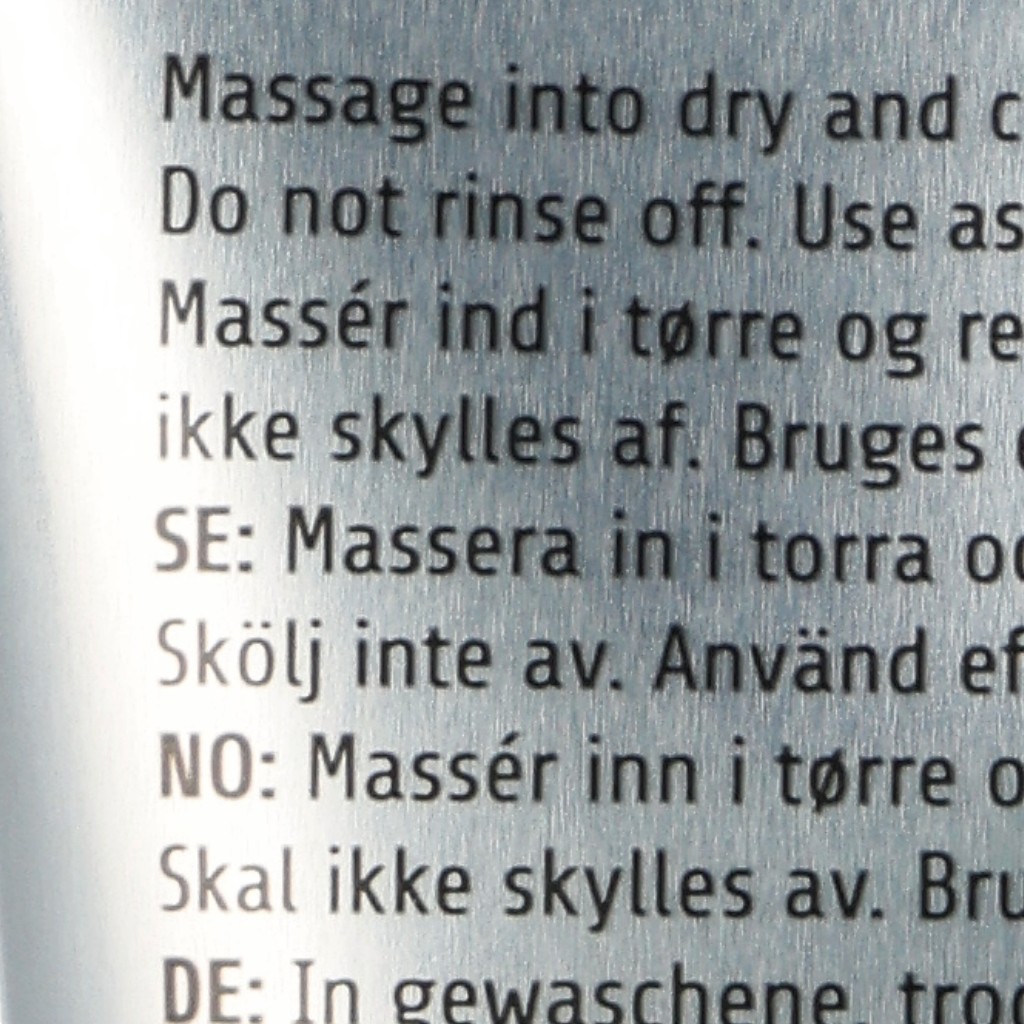 Massage into dry and
Do not rinse off. Use as
Massér ind i tørre og
ikke skylles af. Bruges
SE: Massera in i torra
Skölj inte av. Använd
NO: Massér inn i tørre
Skal ikke skylles av.
DE: In gewaschene,